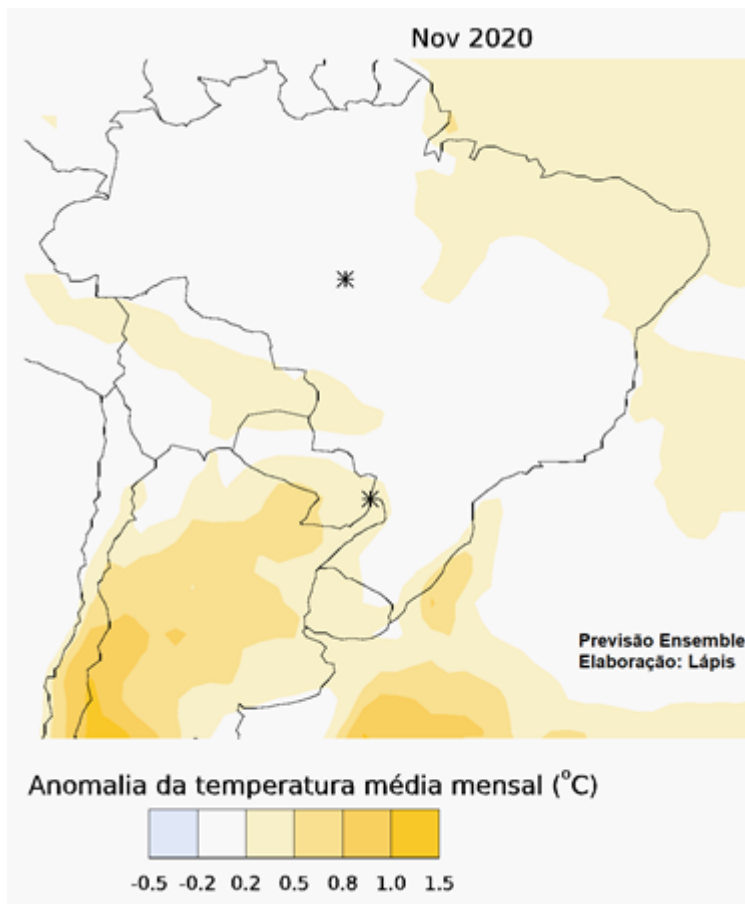 Nov 2020
Previsão Ensemble
Elaboração: Lápis
Anomalia da temperatura média mensal (°C)
-0.5 -0.2 0.2 0.5 0.8 1.0 1.5